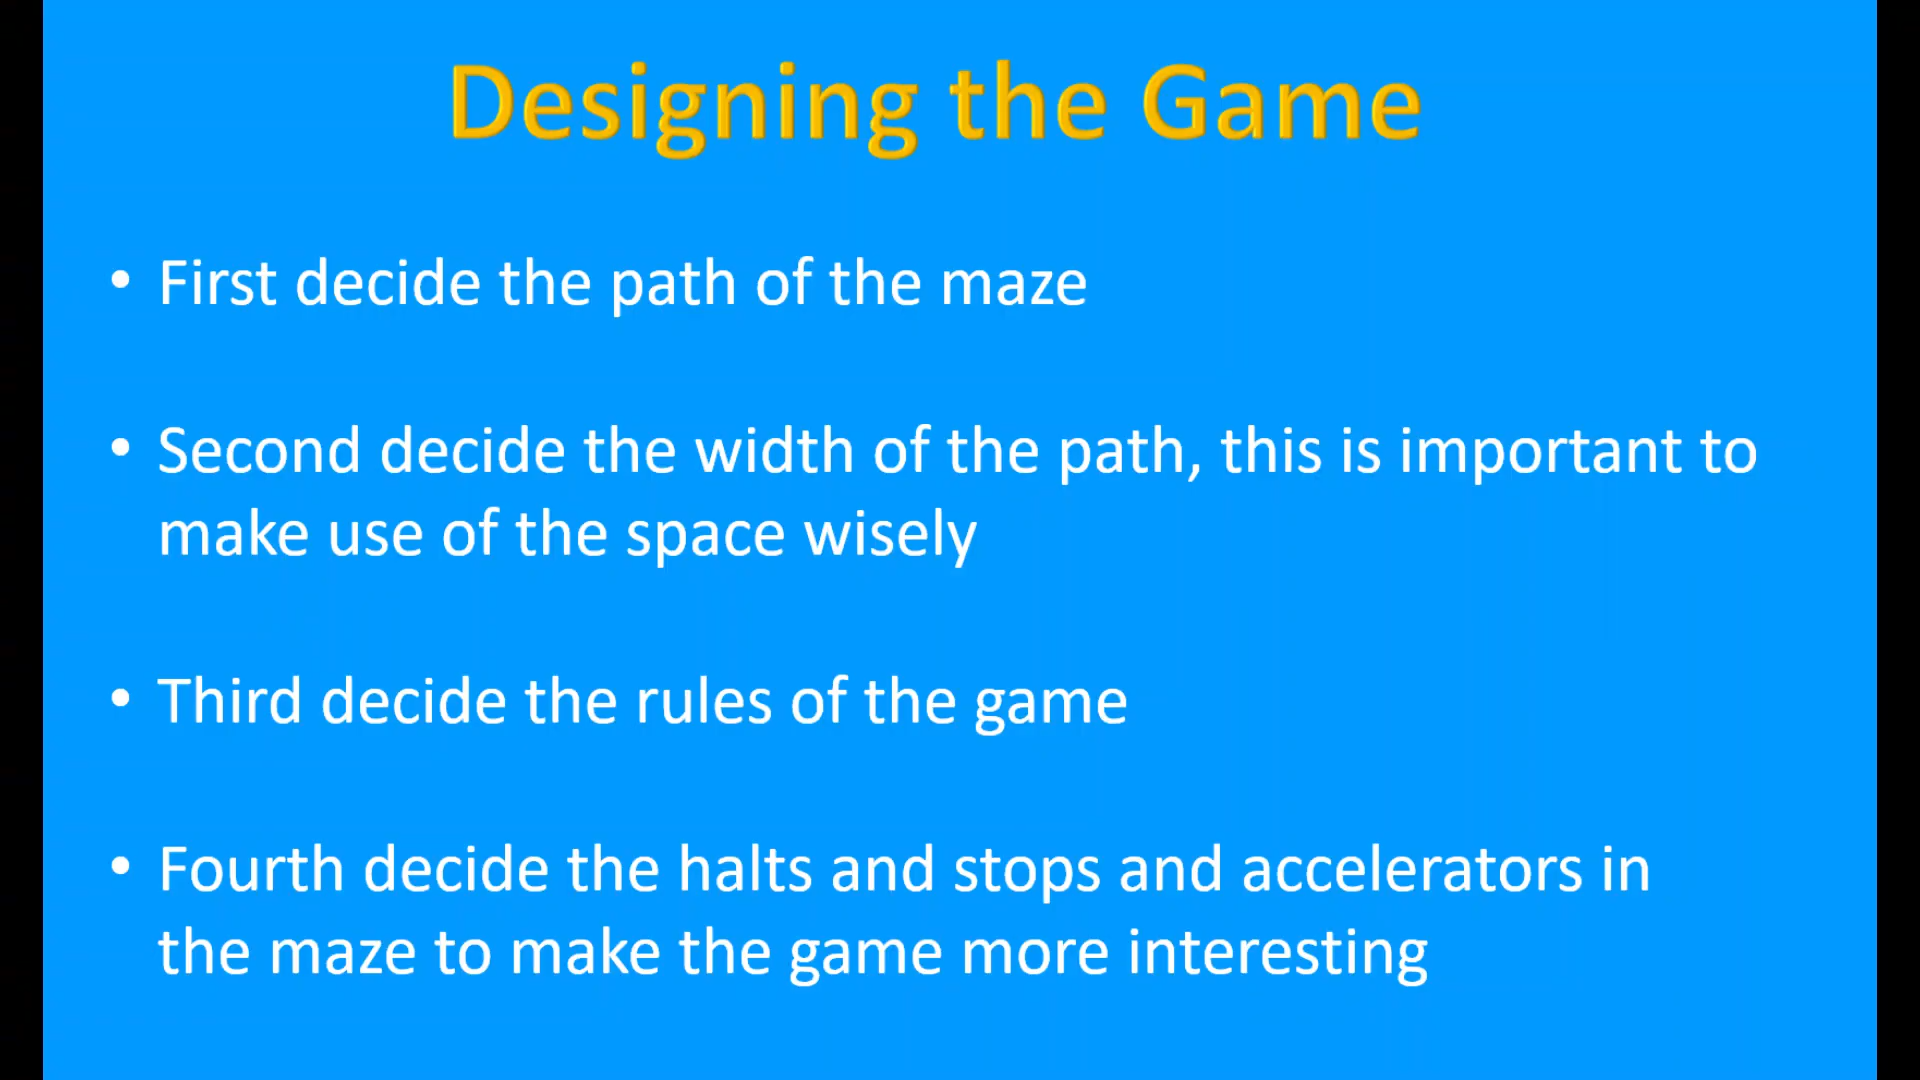 Designing the Game
• First decide the path of the maze
• Second decide the width of the path, this is important to
make use of the space wisely
• Third decide the rules of the game
• Fourth decide the halts and stops and accelerators in
the maze to make the game more interesting